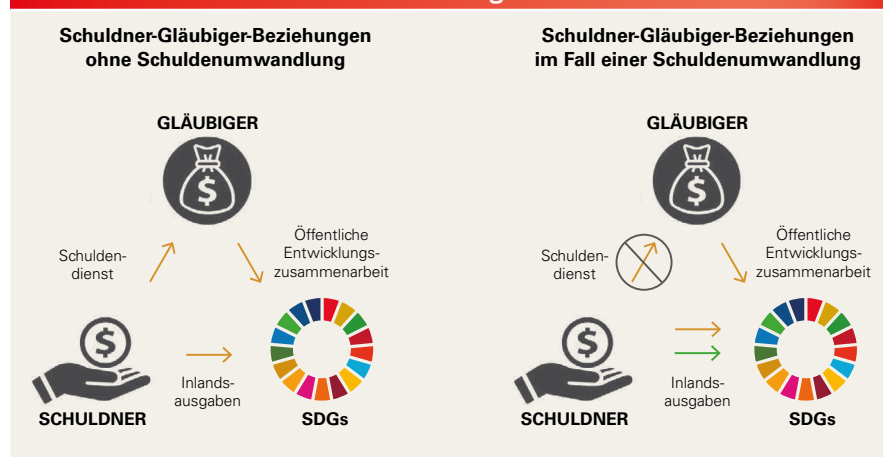 Schuldner-Gläubiger-Beziehungen
ohne Schuldenumwandlung
GLÄUBIGER
$
Schulden-
dienst
Öffentliche
Entwicklungs-
zusammenarbeit
$
Inlands-
ausgaben
SCHULDNER
SDGs
Schuldner-Gläubiger-Beziehungen
im Fall einer Schuldenumwandlung
GLÄUBIGER
$
Schulden-
dienst
Öffentliche
Entwicklungs-
zusammenarbeit
$
Inlands-
ausgaben
SCHULDNER
SDGs